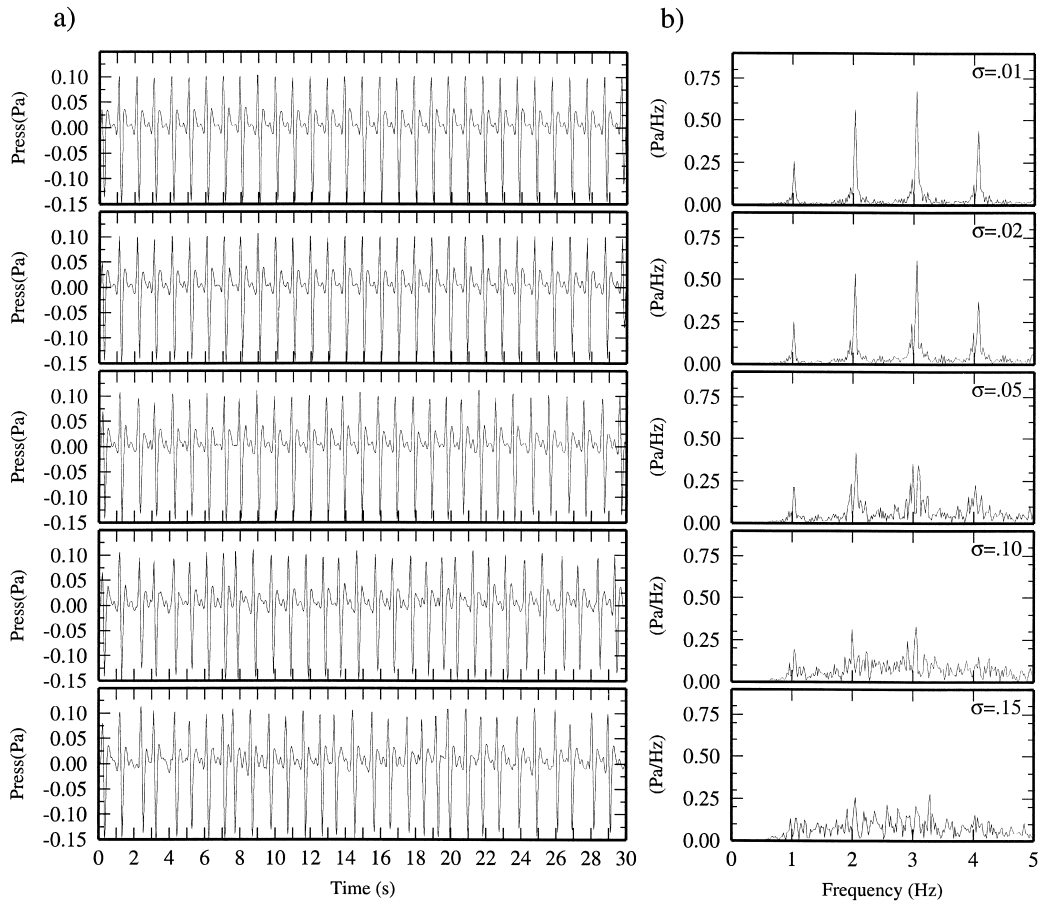 a)
b)
Press(Pa)
0.10
0.05
0.00
-0.05
-0.10
-0.15
(Pa/Hz)
0.75
0.50
0.25
0.00
σ=.01
Press(Pa)
0.10
0.05
0.00
-0.05
-0.10
-0.15
(Pa/Hz)
0.75
0.50
0.25
0.00
σ=.02
Press(Pa)
0.10
0.05
0.00
-0.05
-0.10
-0.15
(Pa/Hz)
0.75
0.50
0.25
0.00
σ=.05
Press(Pa)
0.10
0.05
0.00
-0.05
-0.10
-0.15
(Pa/Hz)
0.75
0.50
0.25
0.00
σ=.10
Press(Pa)
0.10
0.05
0.00
-0.05
-0.10
-0.15
(Pa/Hz)
0.75
0.50
0.25
0.00
σ=.15
0 2 4 6 8 10 12 14 16 18 20 22 24 26 28 30
0 1 2 3 4 5
Time (s)
Frequency (Hz)